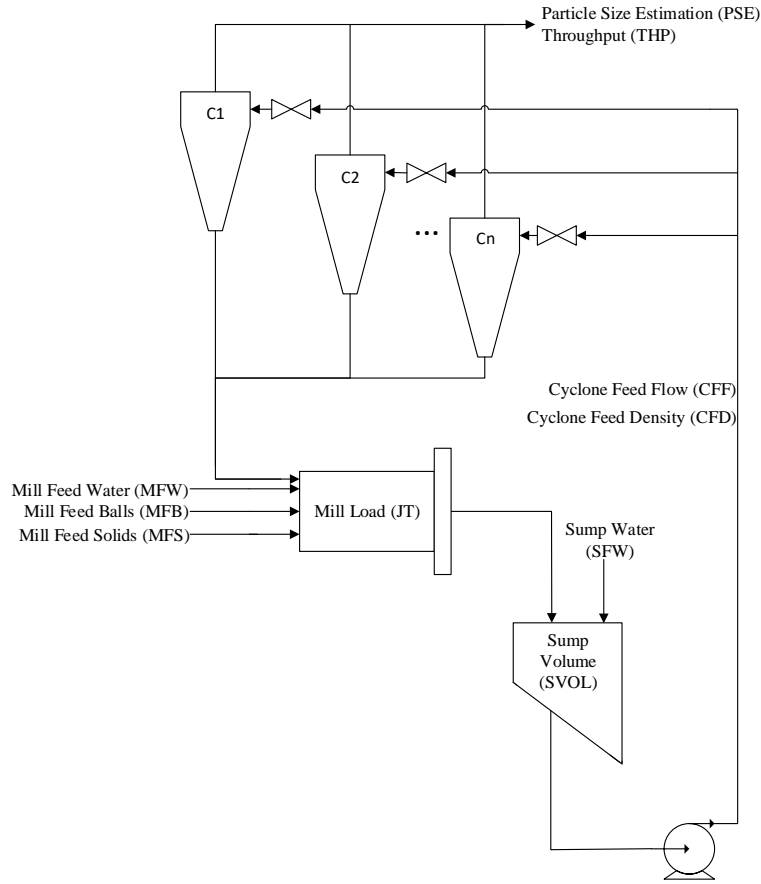 Particle Size Estimation (PSE)
Throughput (THP)
C1
C2
...
Cn
Cyclone Feed Flow (CFF)
Cyclone Feed Density (CFD)
Mill Feed Water (MFW)
Mill Feed Balls (MFB)
Mill Feed Solids (MFS)
Mill Load (JT)
Sump Water
(SFW)
Sump
Volume
(SVOL)